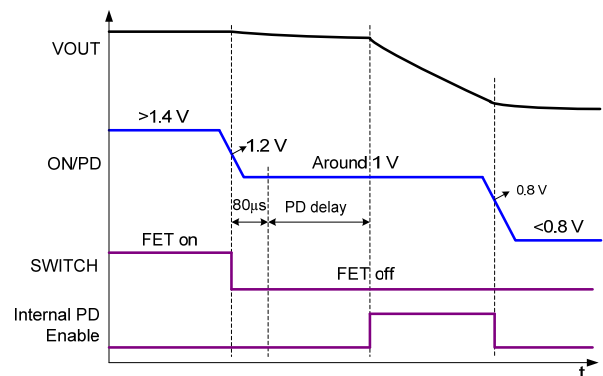 VOUT
>1.4 V
1.2 V
ON/PD
Around 1 V
0.8 V
80μs
PD delay
<0.8 V
FET on
SWITCH
FET off
Internal PD
Enable
t